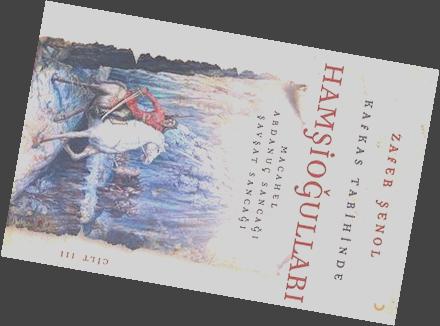 ZAFER ŞENOL
KAFKAS TARİHİNDE
HAMŞİOĞULLARI
MACAHEL
ARDANUÇ SANCAĞI
ŞAVŞAT SANCAĞI
CİLT III